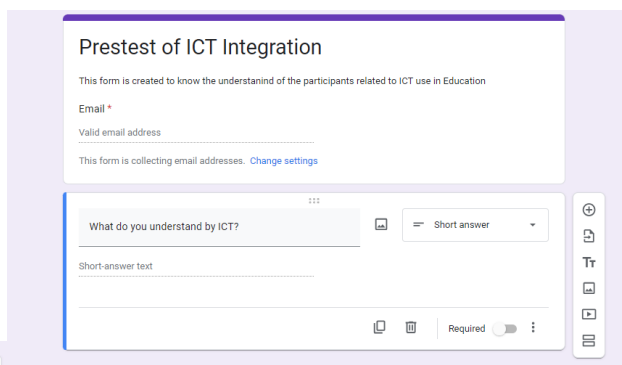 Prestest of ICT Integration
This form is created to know the understanind of the participants related to ICT use in Education
Email *
Valid email address
This form is collecting email addresses. Change settings
What do you understand by ICT?
Short answer
Short-answer text
Required
Tт